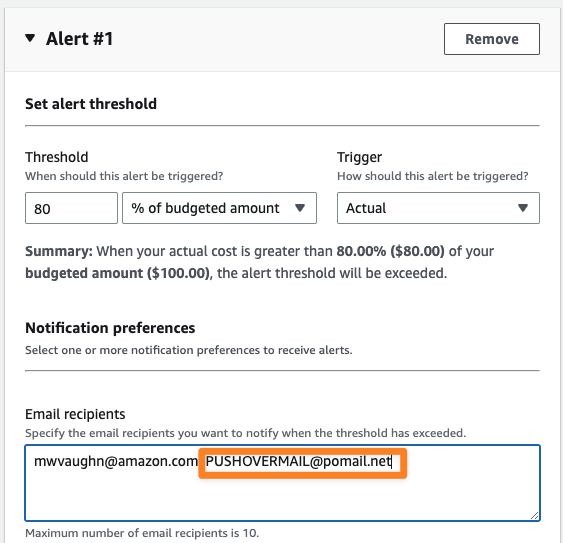 Alert #1
Remove
Set alert threshold
Threshold
When should this alert be triggered?
80
% of budgeted amount
Trigger
How should this alert be triggered?
Actual
Summary: When your actual cost is greater than 80.00% ($80.00) of your
budgeted amount ($100.00), the alert threshold will be exceeded.
Notification preferences
Select one or more notification preferences to receive alerts.
Email recipients
Specify the email recipients you want to notify when the threshold has exceeded.
mwvaughn@amazon.com PUSHOVERMAIL@pomail.net
Maximum number of email recipients is 10.